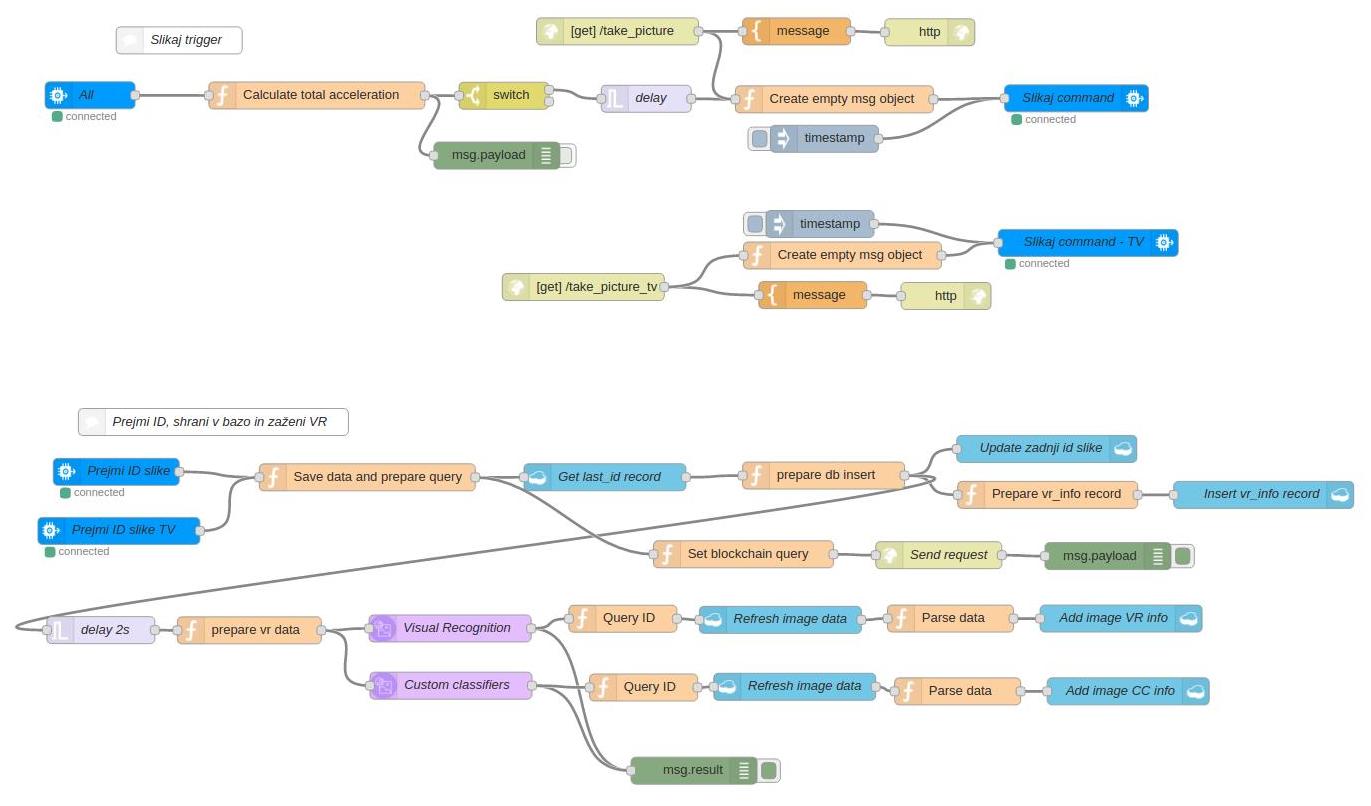 Slikaj trigger
[get] /take_picture
message
http
All
connected
Calculate total acceleration
switch
delay
Create empty msg object
Slikaj command
connected
timestamp
msg.payload
timestamp
Create empty msg object
Slikaj command - TV
connected
[get] /take_picture_tv
message
http
Prejmi ID, shrani v bazo in zaženi VR
Update zadnji id slike
Prejmi ID slike
connected
Save data and prepare query
Get last_id record
prepare db insert
Prepare vr_info record
Insert vr_info record
Prejmi ID slike TV
connected
Set blockchain query
Send request
msg.payload
delay 2s
prepare vr data
Visual Recognition
Query ID
Refresh image data
Parse data
Add image VR info
Custom classifiers
Query ID
Refresh image data
Parse data
Add image CC info
msg.result